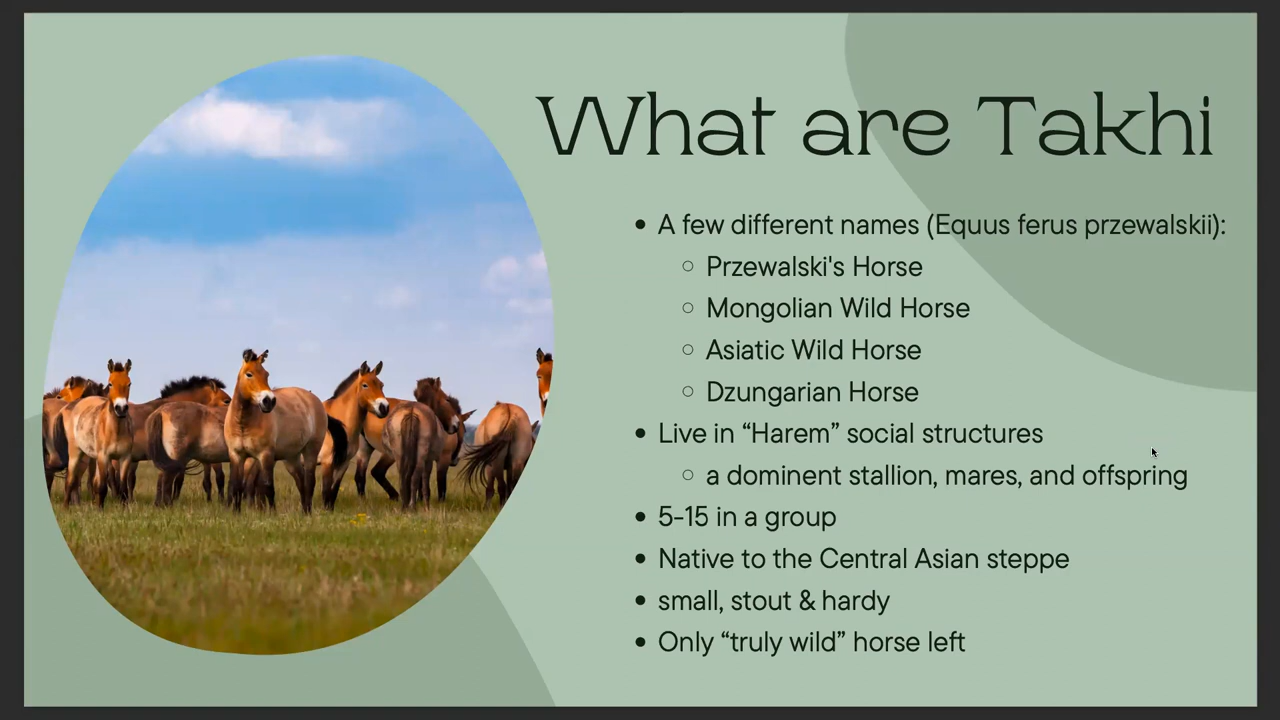 What are Takhi
• A few different names (Equus ferus przewalskii):
○ Przewalski's Horse
○ Mongolian Wild Horse
○ Asiatic Wild Horse
○ Dzungarian Horse
• Live in “Harem” social structures
○ a dominent stallion, mares, and offspring
• 5-15 in a group
• Native to the Central Asian steppe
• small, stout & hardy
• Only “truly wild” horse left